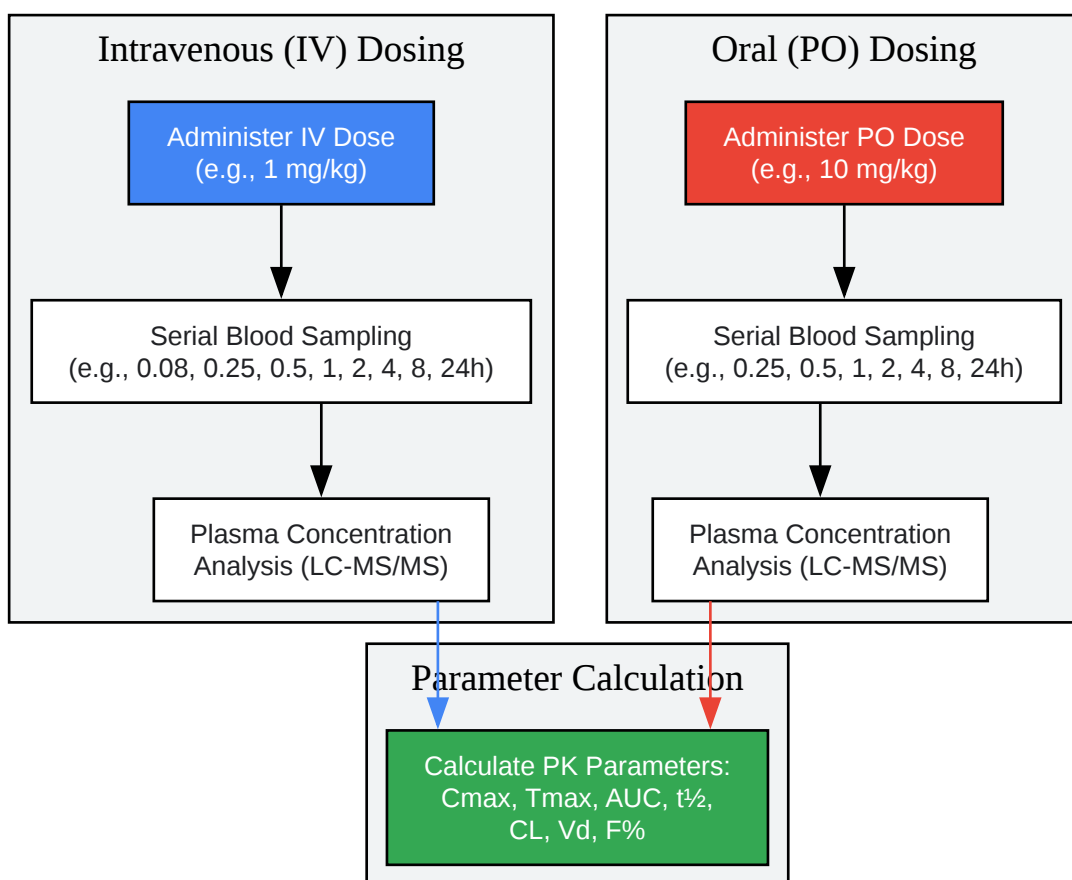 Intravenous (IV) Dosing
Administer IV Dose
(e.g., 1 mg/kg)
Serial Blood Sampling
(e.g., 0.08, 0.25, 0.5, 1, 2, 4, 8, 24h)
Plasma Concentration
Analysis (LC-MS/MS)
Oral (PO) Dosing
Administer PO Dose
(e.g., 10 mg/kg)
Serial Blood Sampling
(e.g., 0.25, 0.5, 1, 2, 4, 8, 24h)
Plasma Concentration
Analysis (LC-MS/MS)
Parameter Calculation
Calculate PK Parameters:
Cmax, Tmax, AUC, t½,
CL, Vd, F%